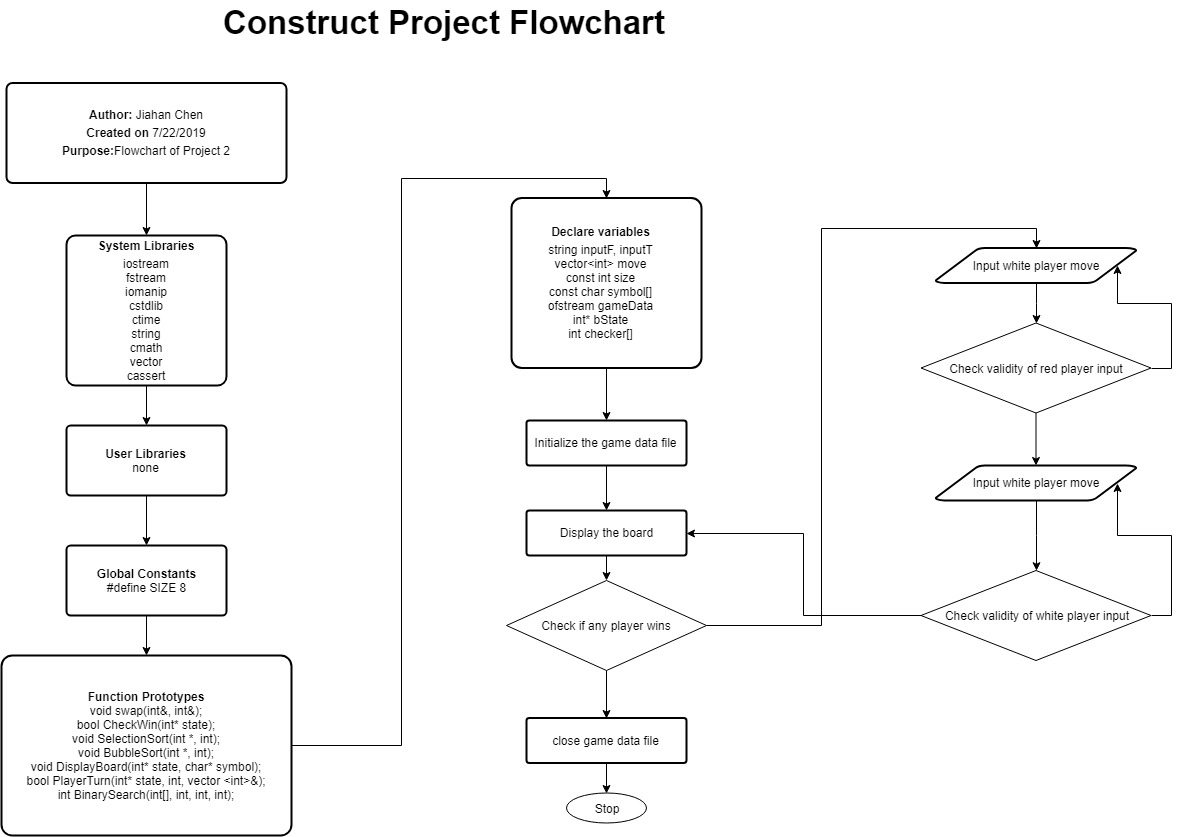 Construct Project Flowchart
Author: Jiahan Chen
Created on 7/22/2019
Purpose:Flowchart of Project 2
System Libraries
iostream
fstream
iomanip
cstdlib
ctime
string
cmath
vector
cassert
User Libraries
none
Global Constants
#define SIZE 8
Function Prototypes
void swap(int&, int&);
bool CheckWin(int* state);
void SelectionSort(int *, int);
void BubbleSort(int *, int);
void DisplayBoard(int* state, char* symbol);
bool PlayerTurn(int* state, int, vector <int>&);
int BinarySearch(int[], int, int, int);
Declare variables
string inputF, inputT
vector<int> move
const int size
const char symbol[]
ofstream gameData
int* bState
int checker[]
Initialize the game data file
Display the board
Check if any player wins
close game data file
Stop
Input white player move
Check validity of red player input
Input white player move
Check validity of white player input